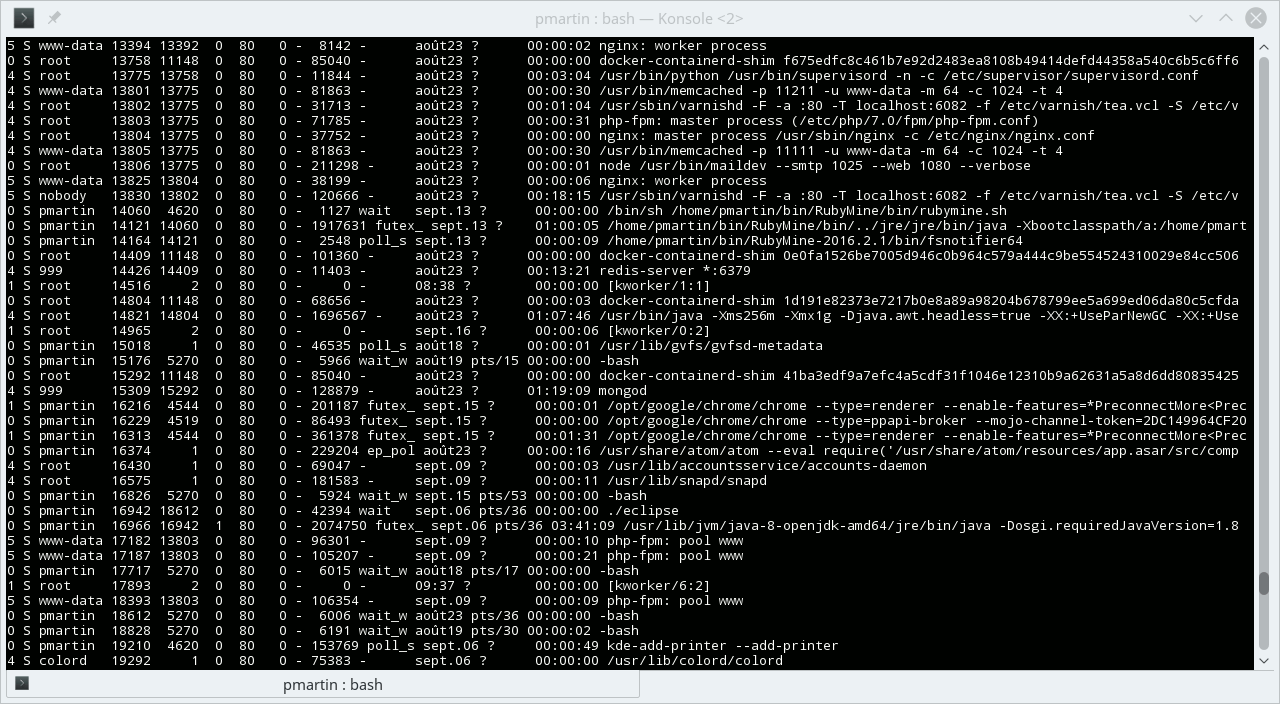 pmartin : bash — Konsole <2>
5 S www-data 13394 13392  0  80   0 -  8142 -      août23 ?      00:00:02 nginx: worker process
0 S root     13758 11148  0  80   0 - 85040 -      août23 ?      00:00:00 docker-containerd-shim f675edfc8c461b7e92d2483ea8108b49414defd44358a540c6b5c6ff6
4 S root     13775 13758  0  80   0 - 11844 -      août23 ?      00:03:04 /usr/bin/python /usr/bin/supervisord -n -c /etc/supervisor/supervisord.conf
4 S www-data 13801 13775  0  80   0 - 81863 -      août23 ?      00:00:30 /usr/bin/memcached -p 11211 -u www-data -m 64 -c 1024 -t 4
4 S root     13802 13775  0  80   0 - 31713 -      août23 ?      00:01:04 /usr/sbin/varnishd -F -a :80 -T localhost:6082 -f /etc/varnish/tea.vcl -S /etc/v
4 S root     13803 13775  0  80   0 - 71785 -      août23 ?      00:00:31 php-fpm: master process (/etc/php/7.0/fpm/php-fpm.conf)
4 S root     13804 13775  0  80   0 - 37752 -      août23 ?      00:00:00 nginx: master process /usr/sbin/nginx -c /etc/nginx/nginx.conf
4 S www-data 13805 13775  0  80   0 - 81863 -      août23 ?      00:00:30 /usr/bin/memcached -p 11111 -u www-data -m 64 -c 1024 -t 4
0 S root     13806 13775  0  80   0 - 211298 -     août23 ?      00:00:01 node /usr/bin/maildev --smtp 1025 --web 1080 --verbose
5 S www-data 13825 13804  0  80   0 - 38199 -      août23 ?      00:00:06 nginx: worker process
5 S nobody   13830 13802  0  80   0 - 120666 -     août23 ?      00:18:15 /usr/sbin/varnishd -F -a :80 -T localhost:6082 -f /etc/varnish/tea.vcl -S /etc/v
0 S pmartin  14060  4620  0  80   0 -  1127 wait   sept.13 ?      00:00:00 /bin/sh /home/pmartin/bin/RubyMine/bin/rubymine.sh
0 S pmartin  14121 14060  0  80   0 - 1917631 futex_ sept.13 ?    01:00:05 /home/pmartin/bin/RubyMine/bin/../jre/jre/bin/java -Xbootclasspath/a:/home/pmart
0 S pmartin  14164 14121  0  80   0 -  2548 poll_s sept.13 ?      00:00:09 /home/pmartin/bin/RubyMine-2016.2.1/bin/fsnotifier64
0 S root     14409 11148  0  80   0 - 101360 -     août23 ?      00:00:00 docker-containerd-shim 0e0fa1526be7005d946c0b964c579a444c9be554524310029e84cc506
4 S 999      14426 14409  0  80   0 - 11403 -      août23 ?      00:13:21 redis-server *:6379
1 S root     14516     2  0  80   0 -     0 -      08:38 ?       00:00:00 [kworker/1:1]
0 S root     14804 11148  0  80   0 - 68656 -      août23 ?      00:00:03 docker-containerd-shim 1d191e82373e7217b0e8a89a98204b678799ee5a699ed06da80c5cfda
4 S root     14821 14804  0  80   0 - 1696567 -    août23 ?      01:07:46 /usr/bin/java -Xms256m -Xmx1g -Djava.awt.headless=true -XX:+UseParNewGC -XX:+Use
1 S root     14965     2  0  80   0 -     0 -      sept.16 ?      00:00:06 [kworker/0:2]
0 S pmartin  15018     1  0  80   0 - 46535 poll_s août18 ?      00:00:01 /usr/lib/gvfs/gvfsd-metadata
0 S pmartin  15176  5270  0  80   0 -  5966 wait_w août19 pts/15 00:00:00 -bash
0 S root     15292 11148  0  80   0 - 85040 -      août23 ?      00:00:00 docker-containerd-shim 41ba3edf9a7efc4a5cdf31f1046e12310b9a62631a5a8d6dd80835425
4 S 999      15309 15292  0  80   0 - 128879 -     août23 ?      01:19:09 mongod
1 S pmartin  16216  4544  0  80   0 - 201187 futex_ sept.15 ?     00:00:01 /opt/google/chrome/chrome --type=renderer --enable-features=*PreconnectMore<Prec
0 S pmartin  16229  4519  0  80   0 - 86493 futex_ sept.15 ?      00:00:00 /opt/google/chrome/chrome --type=ppapi-broker --mojo-channel-token=2DC149964CF20
1 S pmartin  16313  4544  0  80   0 - 361378 futex_ sept.15 ?     00:01:31 /opt/google/chrome/chrome --type=renderer --enable-features=*PreconnectMore<Prec
0 S pmartin  16374     1  0  80   0 - 229204 ep_pol août23 ?     00:00:16 /usr/share/atom/atom --eval require('/usr/share/atom/resources/app.asar/src/comp
4 S root     16430     1  0  80   0 - 69047 -      sept.09 ?      00:00:03 /usr/lib/accountsservice/accounts-daemon
4 S root     16575     1  0  80   0 - 181583 -     sept.09 ?      00:00:11 /usr/lib/snapd/snapd
0 S pmartin  16826  5270  0  80   0 -  5924 wait_w sept.15 pts/53 00:00:00 -bash
0 S pmartin  16942 18612  0  80   0 - 42394 wait   sept.06 pts/36 00:00:00 ./eclipse
0 S pmartin  16966 16942  1  80   0 - 2074750 futex_ sept.06 pts/36 03:41:09 /usr/lib/jvm/java-8-openjdk-amd64/jre/bin/java -Dosgi.requiredJavaVersion=1.8
5 S www-data 17182 13803  0  80   0 - 96301 -      sept.09 ?      00:00:10 php-fpm: pool www
5 S www-data 17187 13803  0  80   0 - 105207 -     sept.09 ?      00:00:21 php-fpm: pool www
0 S pmartin  17717  5270  0  80   0 -  6015 wait_w août18 pts/17 00:00:00 -bash
1 S root     17893     2  0  80   0 -     0 -      09:37 ?       00:00:00 [kworker/6:2]
5 S www-data 18393 13803  0  80   0 - 106354 -     sept.09 ?      00:00:09 php-fpm: pool www
0 S pmartin  18612  5270  0  80   0 -  6006 wait_w août23 pts/36 00:00:00 -bash
0 S pmartin  18828  5270  0  80   0 -  6191 wait_w août19 pts/30 00:00:02 -bash
0 S pmartin  19210  4620  0  80   0 - 153769 poll_s sept.06 ?     00:00:49 kde-add-printer --add-printer
4 S colord   19292     1  0  80   0 - 75383 -      sept.06 ?      00:00:00 /usr/lib/colord/colord
pmartin : bash